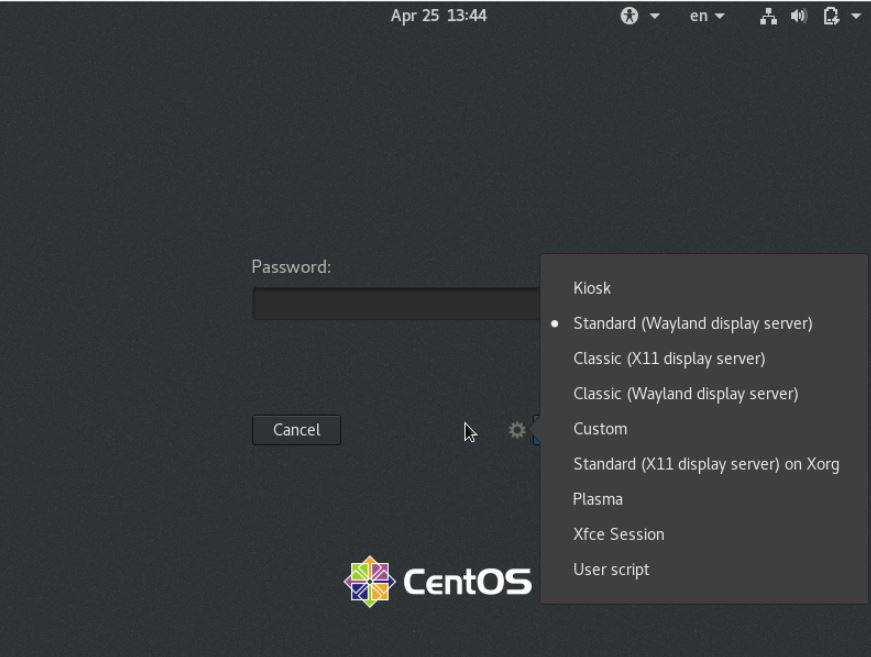 Apr 25 13:44
en
Password:
Kiosk
Standard (Wayland display server)
Classic (X11 display server)
Classic (Wayland display server)
Cancel
Custom
Standard (X11 display server) on Xorg
Plasma
Xfce Session
User script
CentOS